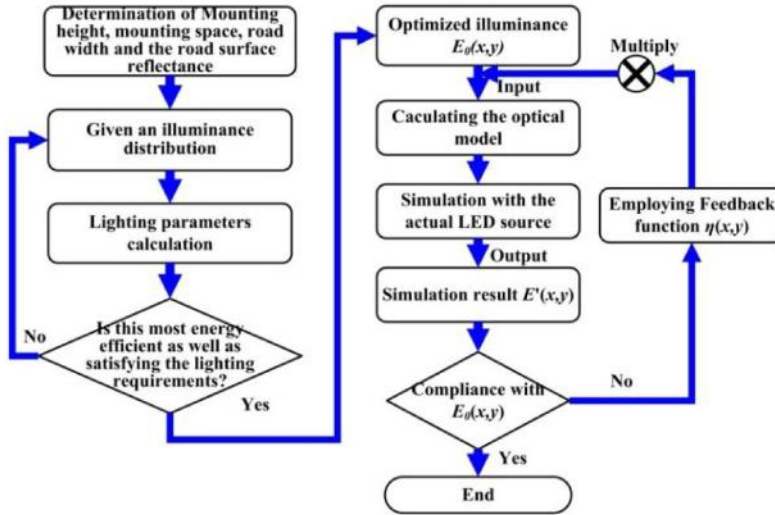 Determination of Mounting
height, mounting space, road
width and the road surface
reflectance
Given an illuminance
distribution
Lighting parameters
calculation
Is this most energy
efficient as well as
satisfying the lighting
requirements?
No
Yes
Optimized illuminance
E₀(x,y)
Multiply
Input
Caculating the optical
model
Simulation with the
actual LED source
Output
Simulation result E'(x,y)
Employing Feedback
function η(x,y)
Compliance with
E₀(x,y)
No
Yes
End